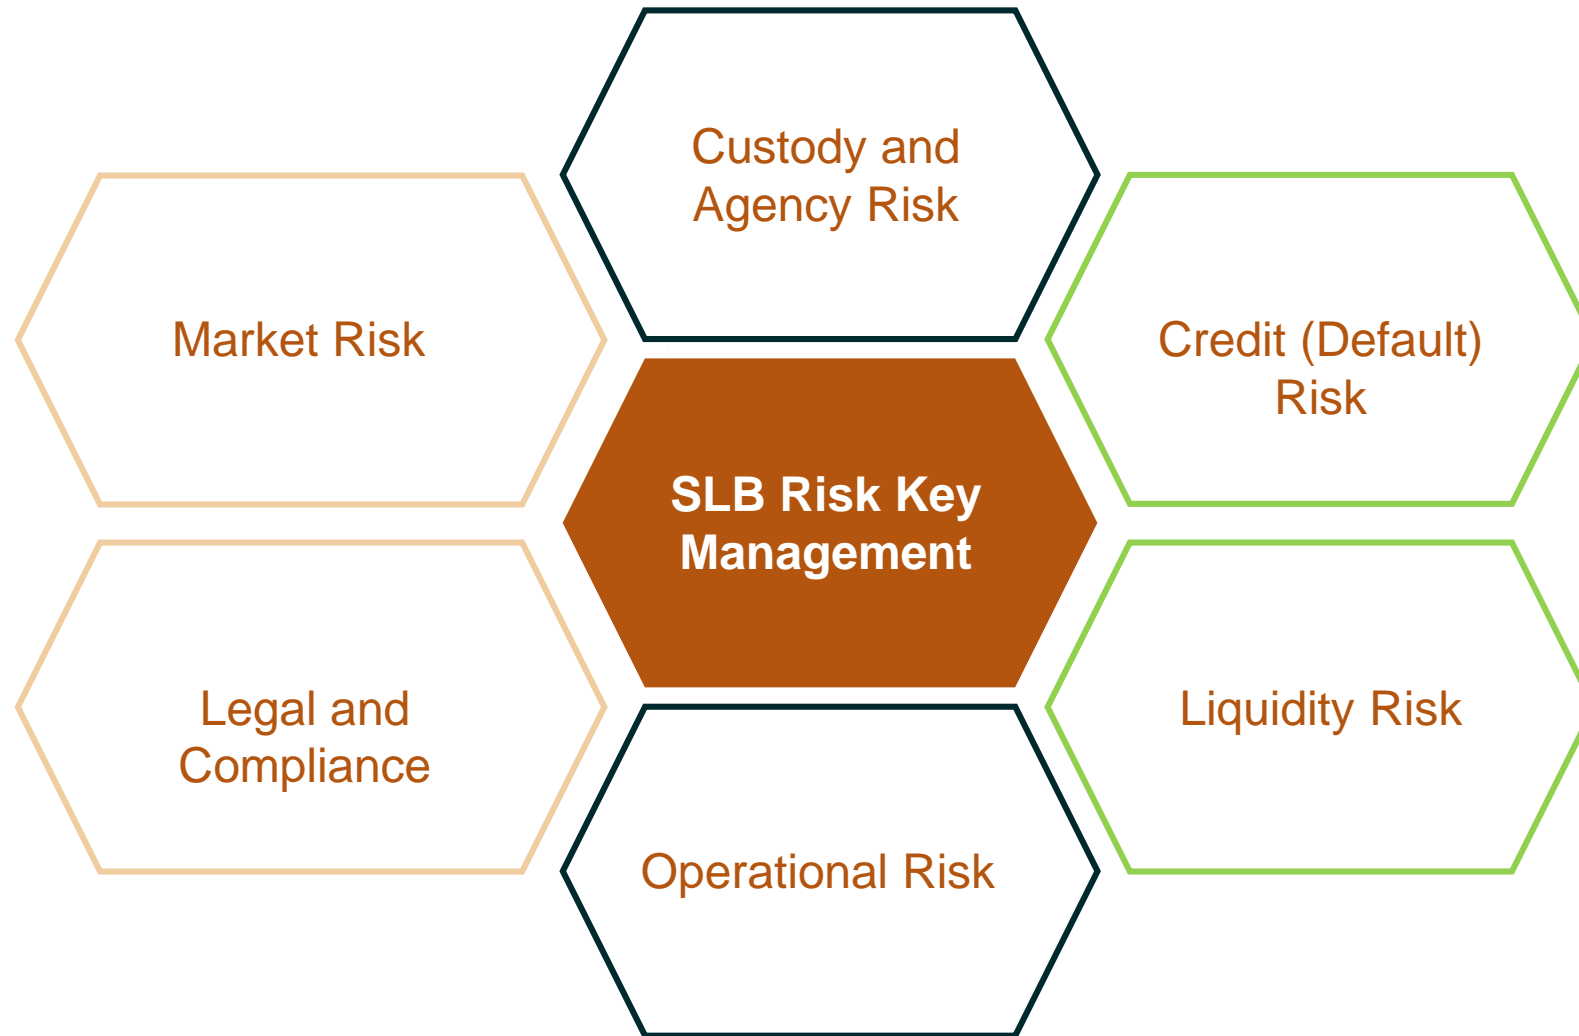 Custody and
Agency Risk
Market Risk
Credit (Default)
Risk
SLB Risk Key
Management
Legal and
Compliance
Liquidity Risk
Operational Risk